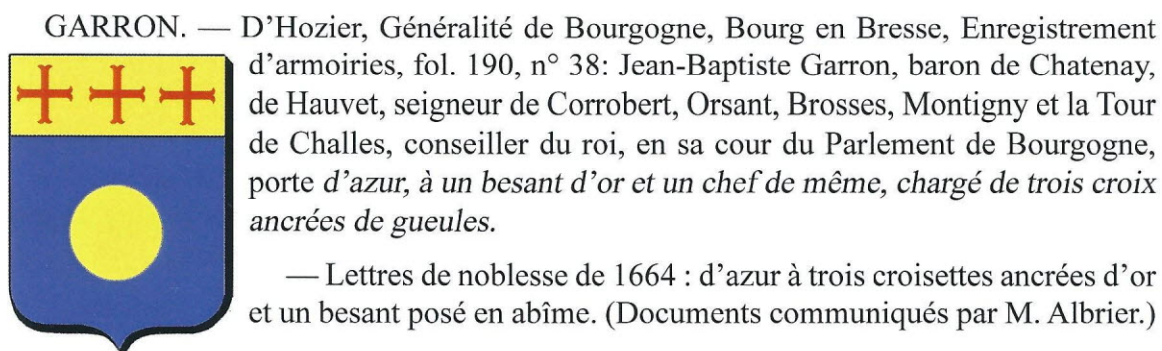 GARRON. — D'Hozier, Généralité de Bourgogne, Bourg en Bresse, Enregistrement
d'armoiries, fol. 190, n° 38: Jean-Baptiste Garron, baron de Chatenay,
de Hauvet, seigneur de Corrobert, Orsant, Brosses, Montigny et la Tour
de Challes, conseiller du roi, en sa cour du Parlement de Bourgogne,
porte d'azur, à un besant d'or et un chef de même, chargé de trois croix
ancrées de gueules.
— Lettres de noblesse de 1664 : d'azur à trois croisettes ancrées d'or
et un besant posé en abîme. (Documents communiqués par M. Albrier.)